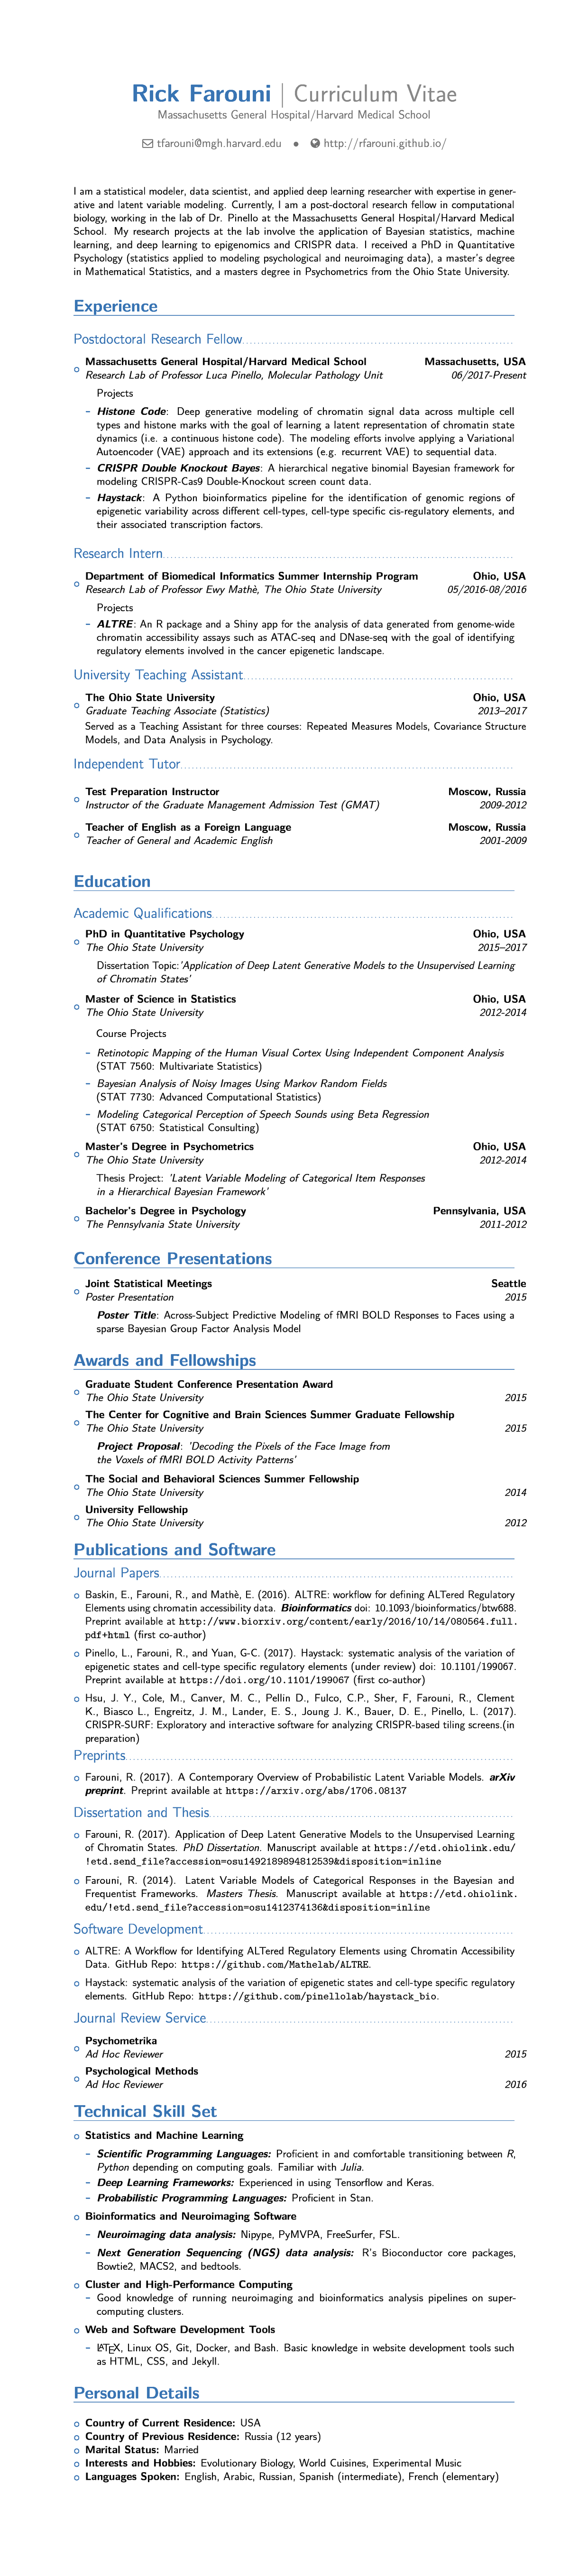 Rick Farouni | Curriculum Vitae
Massachusetts General Hospital/Harvard Medical School
tfarouni@mgh.harvard.edu • http://rfarouni.github.io/
I am a statistical modeler, data scientist, and applied deep learning researcher with expertise in gener-
ative and latent variable modeling. Currently, I am a post-doctoral research fellow in computational
biology, working in the lab of Dr. Pinello at the Massachusetts General Hospital/Harvard Medical
School. My research projects at the lab involve the application of Bayesian statistics, machine
learning, and deep learning to epigenomics and CRISPR data. I received a PhD in Quantitative
Psychology (statistics applied to modeling psychological and neuroimaging data), a master's degree
in Mathematical Statistics, and a masters degree in Psychometrics from the Ohio State University.
Experience
Postdoctoral Research Fellow
Massachusetts General Hospital/Harvard Medical School Massachusetts, USA
Research Lab of Professor Luca Pinello, Molecular Pathology Unit 06/2017-Present
Projects
- Histone Code: Deep generative modeling of chromatin signal data across multiple cell
types and histone marks with the goal of learning a latent representation of chromatin state
dynamics (i.e. a continuous histone code). The modeling efforts involve applying a Variational
Autoencoder (VAE) approach and its extensions (e.g. recurrent VAE) to sequential data.
- CRISPR Double Knockout Bayes: A hierarchical negative binomial Bayesian framework for
modeling CRISPR-Cas9 Double-Knockout screen count data.
- Haystack: A Python bioinformatics pipeline for the identification of genomic regions of
epigenetic variability across different cell-types, cell-type specific cis-regulatory elements, and
their associated transcription factors.
Research Intern
Department of Biomedical Informatics Summer Internship Program Ohio, USA
Research Lab of Professor Ewy Mathè, The Ohio State University 05/2016-08/2016
Projects
- ALTRE: An R package and a Shiny app for the analysis of data generated from genome-wide
chromatin accessibility assays such as ATAC-seq and DNase-seq with the goal of identifying
regulatory elements involved in the cancer epigenetic landscape.
University Teaching Assistant
The Ohio State University Ohio, USA
Graduate Teaching Associate (Statistics) 2013–2017
Served as a Teaching Assistant for three courses: Repeated Measures Models, Covariance Structure
Models, and Data Analysis in Psychology.
Independent Tutor
Test Preparation Instructor Moscow, Russia
Instructor of the Graduate Management Admission Test (GMAT) 2009-2012
Teacher of English as a Foreign Language Moscow, Russia
Teacher of General and Academic English 2001-2009
Education
Academic Qualifications
PhD in Quantitative Psychology Ohio, USA
The Ohio State University 2015–2017
Dissertation Topic:'Application of Deep Latent Generative Models to the Unsupervised Learning
of Chromatin States'
Master of Science in Statistics Ohio, USA
The Ohio State University 2012-2014
Course Projects
- Retinotopic Mapping of the Human Visual Cortex Using Independent Component Analysis
(STAT 7560: Multivariate Statistics)
- Bayesian Analysis of Noisy Images Using Markov Random Fields
(STAT 7730: Advanced Computational Statistics)
- Modeling Categorical Perception of Speech Sounds using Beta Regression
(STAT 6750: Statistical Consulting)
Master's Degree in Psychometrics Ohio, USA
The Ohio State University 2012-2014
Thesis Project: 'Latent Variable Modeling of Categorical Item Responses
in a Hierarchical Bayesian Framework'
Bachelor's Degree in Psychology Pennsylvania, USA
The Pennsylvania State University 2011-2012
Conference Presentations
Joint Statistical Meetings Seattle
Poster Presentation 2015
Poster Title: Across-Subject Predictive Modeling of fMRI BOLD Responses to Faces using a
sparse Bayesian Group Factor Analysis Model
Awards and Fellowships
Graduate Student Conference Presentation Award
The Ohio State University 2015
The Center for Cognitive and Brain Sciences Summer Graduate Fellowship
The Ohio State University 2015
Project Proposal: 'Decoding the Pixels of the Face Image from
the Voxels of fMRI BOLD Activity Patterns'
The Social and Behavioral Sciences Summer Fellowship
The Ohio State University 2014
University Fellowship
The Ohio State University 2012
Publications and Software
Journal Papers
Baskin, E., Farouni, R., and Mathè, E. (2016). ALTRE: workflow for defining ALTered Regulatory
Elements using chromatin accessibility data. Bioinformatics doi: 10.1093/bioinformatics/btw688.
Preprint available at http://www.biorxiv.org/content/early/2016/10/14/080564.full.
pdf+html (first co-author)
Pinello, L., Farouni, R., and Yuan, G-C. (2017). Haystack: systematic analysis of the variation of
epigenetic states and cell-type specific regulatory elements (under review) doi: 10.1101/199067.
Preprint available at https://doi.org/10.1101/199067 (first co-author)
Hsu, J. Y., Cole, M., Canver, M. C., Pellin D., Fulco, C.P., Sher, F, Farouni, R., Clement
K., Biasco L., Engreitz, J. M., Lander, E. S., Joung J. K., Bauer, D. E., Pinello, L. (2017).
CRISPR-SURF: Exploratory and interactive software for analyzing CRISPR-based tiling screens.(in
preparation)
Preprints
Farouni, R. (2017). A Contemporary Overview of Probabilistic Latent Variable Models. arXiv
preprint. Preprint available at https://arxiv.org/abs/1706.08137
Dissertation and Thesis
Farouni, R. (2017). Application of Deep Latent Generative Models to the Unsupervised Learning
of Chromatin States. PhD Dissertation. Manuscript available at https://etd.ohiolink.edu/
!etd.send_file?accession=osu1492189894812539&disposition=inline
Farouni, R. (2014). Latent Variable Models of Categorical Responses in the Bayesian and
Frequentist Frameworks. Masters Thesis. Manuscript available at https://etd.ohiolink.
edu/!etd.send_file?accession=osu1412374136&disposition=inline
Software Development
ALTRE: A Workflow for Identifying ALTered Regulatory Elements using Chromatin Accessibility
Data. GitHub Repo: https://github.com/Mathelab/ALTRE.
Haystack: systematic analysis of the variation of epigenetic states and cell-type specific regulatory
elements. GitHub Repo: https://github.com/pinellolab/haystack_bio.
Journal Review Service
Psychometrika
Ad Hoc Reviewer 2015
Psychological Methods
Ad Hoc Reviewer 2016
Technical Skill Set
Statistics and Machine Learning
- Scientific Programming Languages: Proficient in and comfortable transitioning between R,
Python depending on computing goals. Familiar with Julia.
- Deep Learning Frameworks: Experienced in using Tensorflow and Keras.
- Probabilistic Programming Languages: Proficient in Stan.
Bioinformatics and Neuroimaging Software
- Neuroimaging data analysis: Nipype, PyMVPA, FreeSurfer, FSL.
- Next Generation Sequencing (NGS) data analysis: R's Bioconductor core packages,
Bowtie2, MACS2, and bedtools.
Cluster and High-Performance Computing
- Good knowledge of running neuroimaging and bioinformatics analysis pipelines on super-
computing clusters.
Web and Software Development Tools
- LATEX, Linux OS, Git, Docker, and Bash. Basic knowledge in website development tools such
as HTML, CSS, and Jekyll.
Personal Details
Country of Current Residence: USA
Country of Previous Residence: Russia (12 years)
Marital Status: Married
Interests and Hobbies: Evolutionary Biology, World Cuisines, Experimental Music
Languages Spoken: English, Arabic, Russian, Spanish (intermediate), French (elementary)